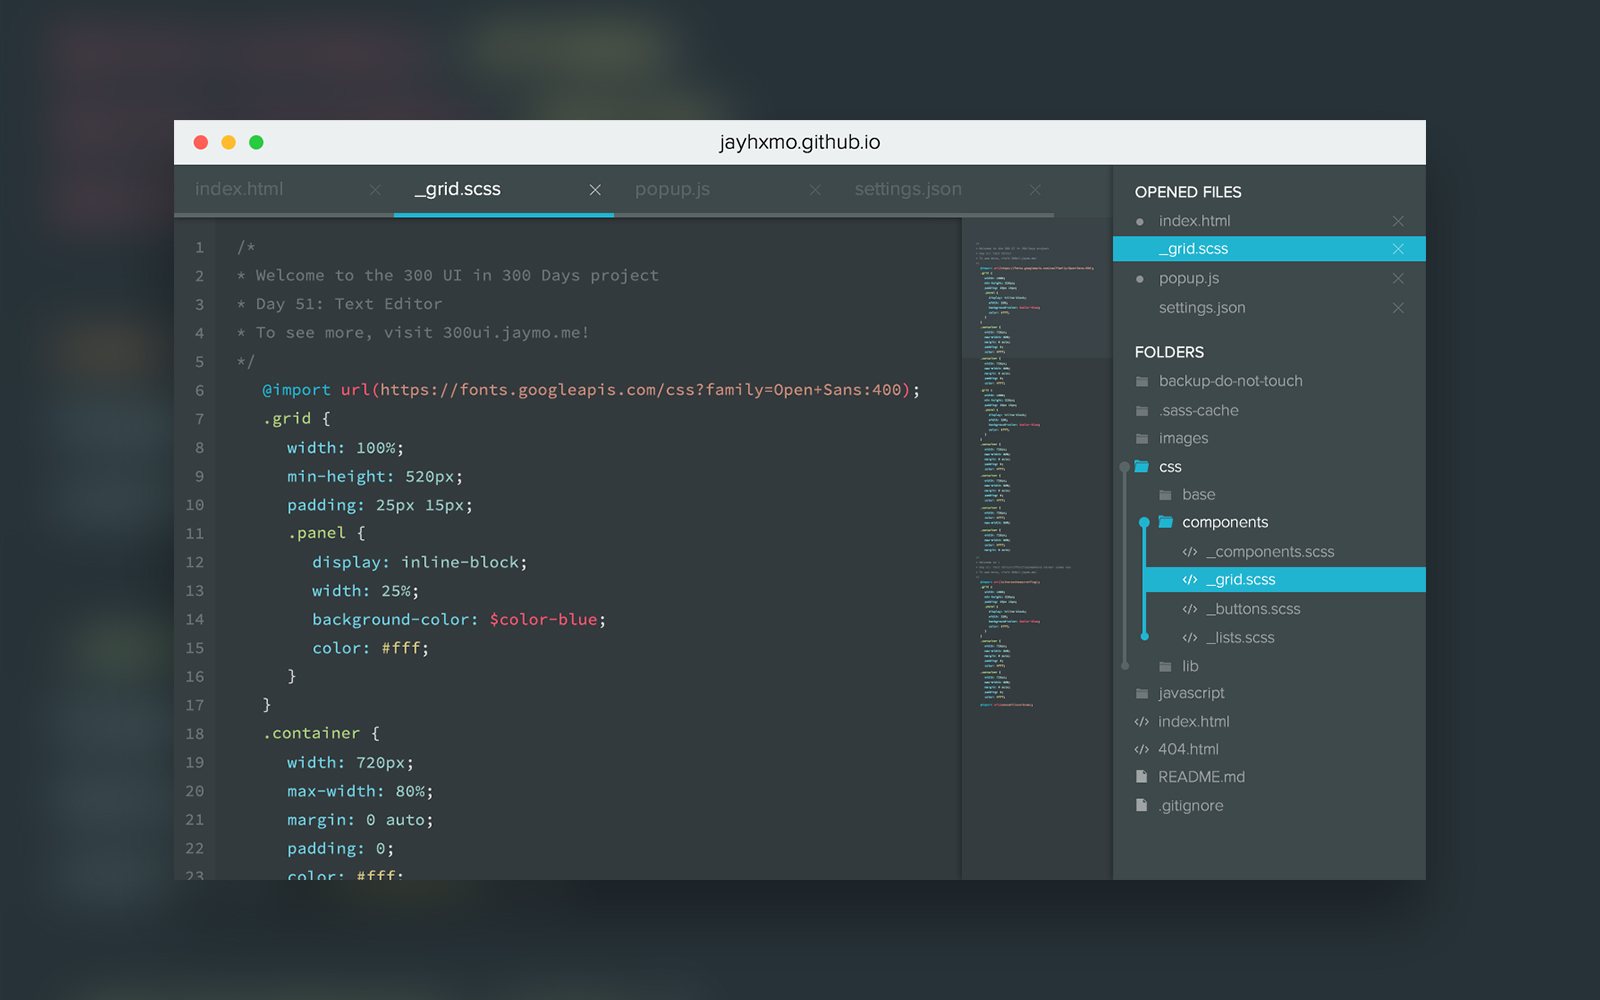 jayhxmo.github.io
index.html
_grid.scss
popup.js
settings.json
1 /*
2 * Welcome to the 300 UI in 300 Days project
3 * Day 51: Text Editor
4 * To see more, visit 300ui.jaymo.me!
5 */
6 @import url(https://fonts.googleapis.com/css?family=Open+Sans:400);
7 .grid {
8 width: 100%;
9 min-height: 520px;
10 padding: 25px 15px;
11 .panel {
12 display: inline-block;
13 width: 25%;
14 background-color: $color-blue;
15 color: #fff;
16 }
17 }
18 .container {
19 width: 720px;
20 max-width: 80%;
21 margin: 0 auto;
22 padding: 0;
23 color: #fff;
OPENED FILES
index.html
_grid.scss
popup.js
settings.json
FOLDERS
backup-do-not-touch
.sass-cache
images
css
base
components
</> _components.scss
</> _grid.scss
</> _buttons.scss
</> _lists.scss
lib
javascript
</> index.html
</> 404.html
README.md
.gitignore